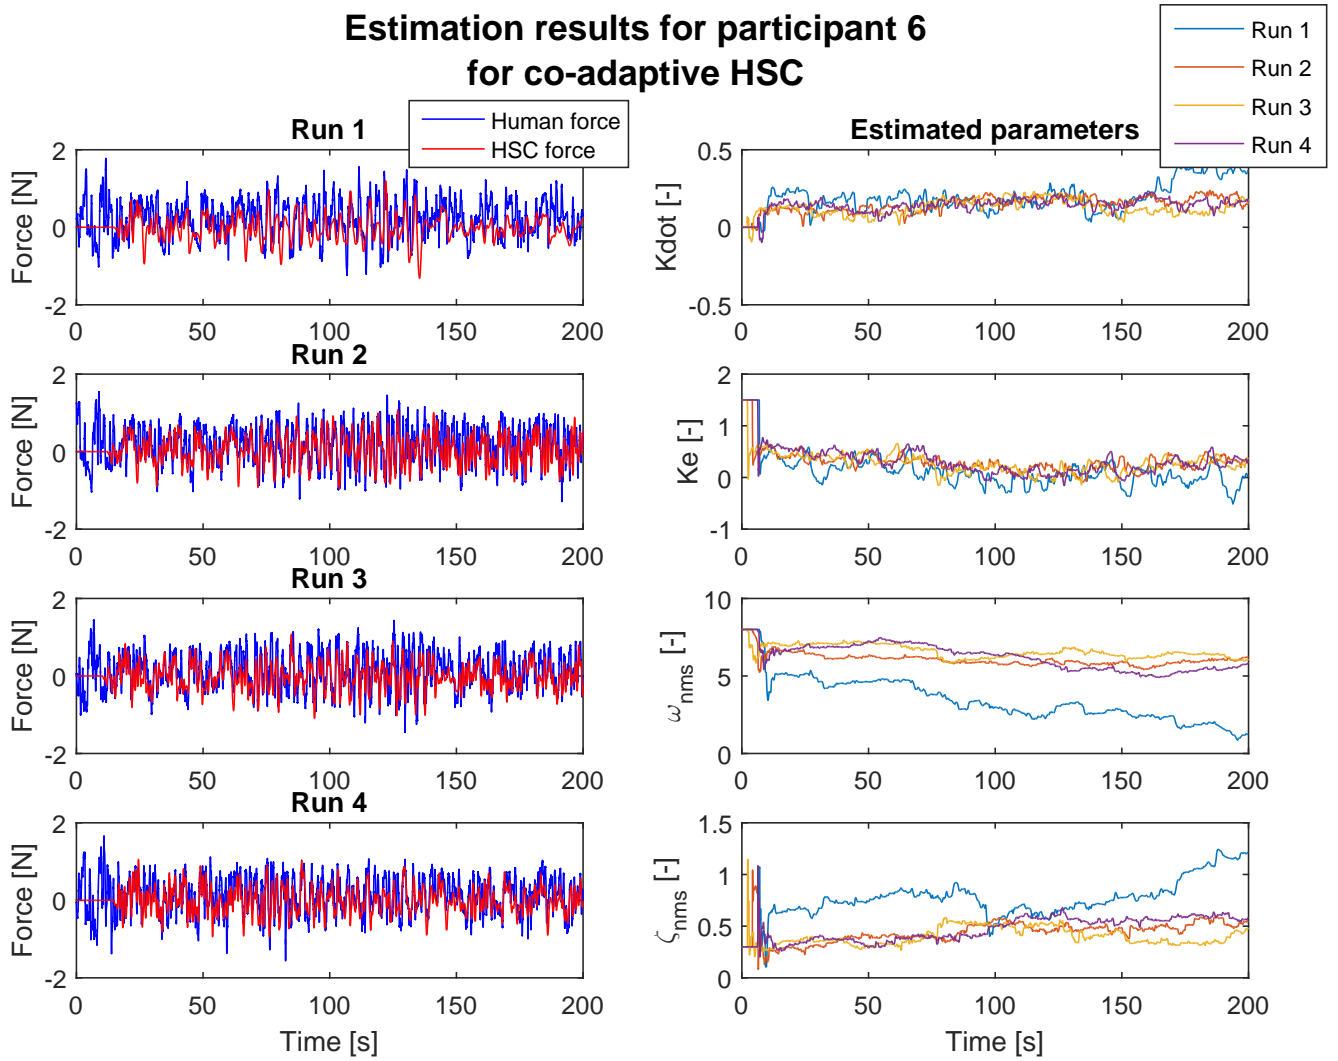 Estimation results for participant 6
for co-adaptive HSC
Run 1
Run 2
Run 3
Run 4
Run 1
Human force
HSC force
Force [N]
2
0
-2
0 50 100 150 200
Estimated parameters
Kdot [-]
0.5
0
-0.5
0 50 100 150 200
Run 2
Force [N]
2
0
-2
0 50 100 150 200
Ke [-]
2
1
0
-1
0 50 100 150 200
Run 3
Force [N]
2
0
-2
0 50 100 150 200
ω_nms [-]
10
5
0
0 50 100 150 200
Run 4
Force [N]
2
0
-2
0 50 100 150 200
Time [s]
ζ_nms [-]
1.5
1
0.5
0
0 50 100 150 200
Time [s]